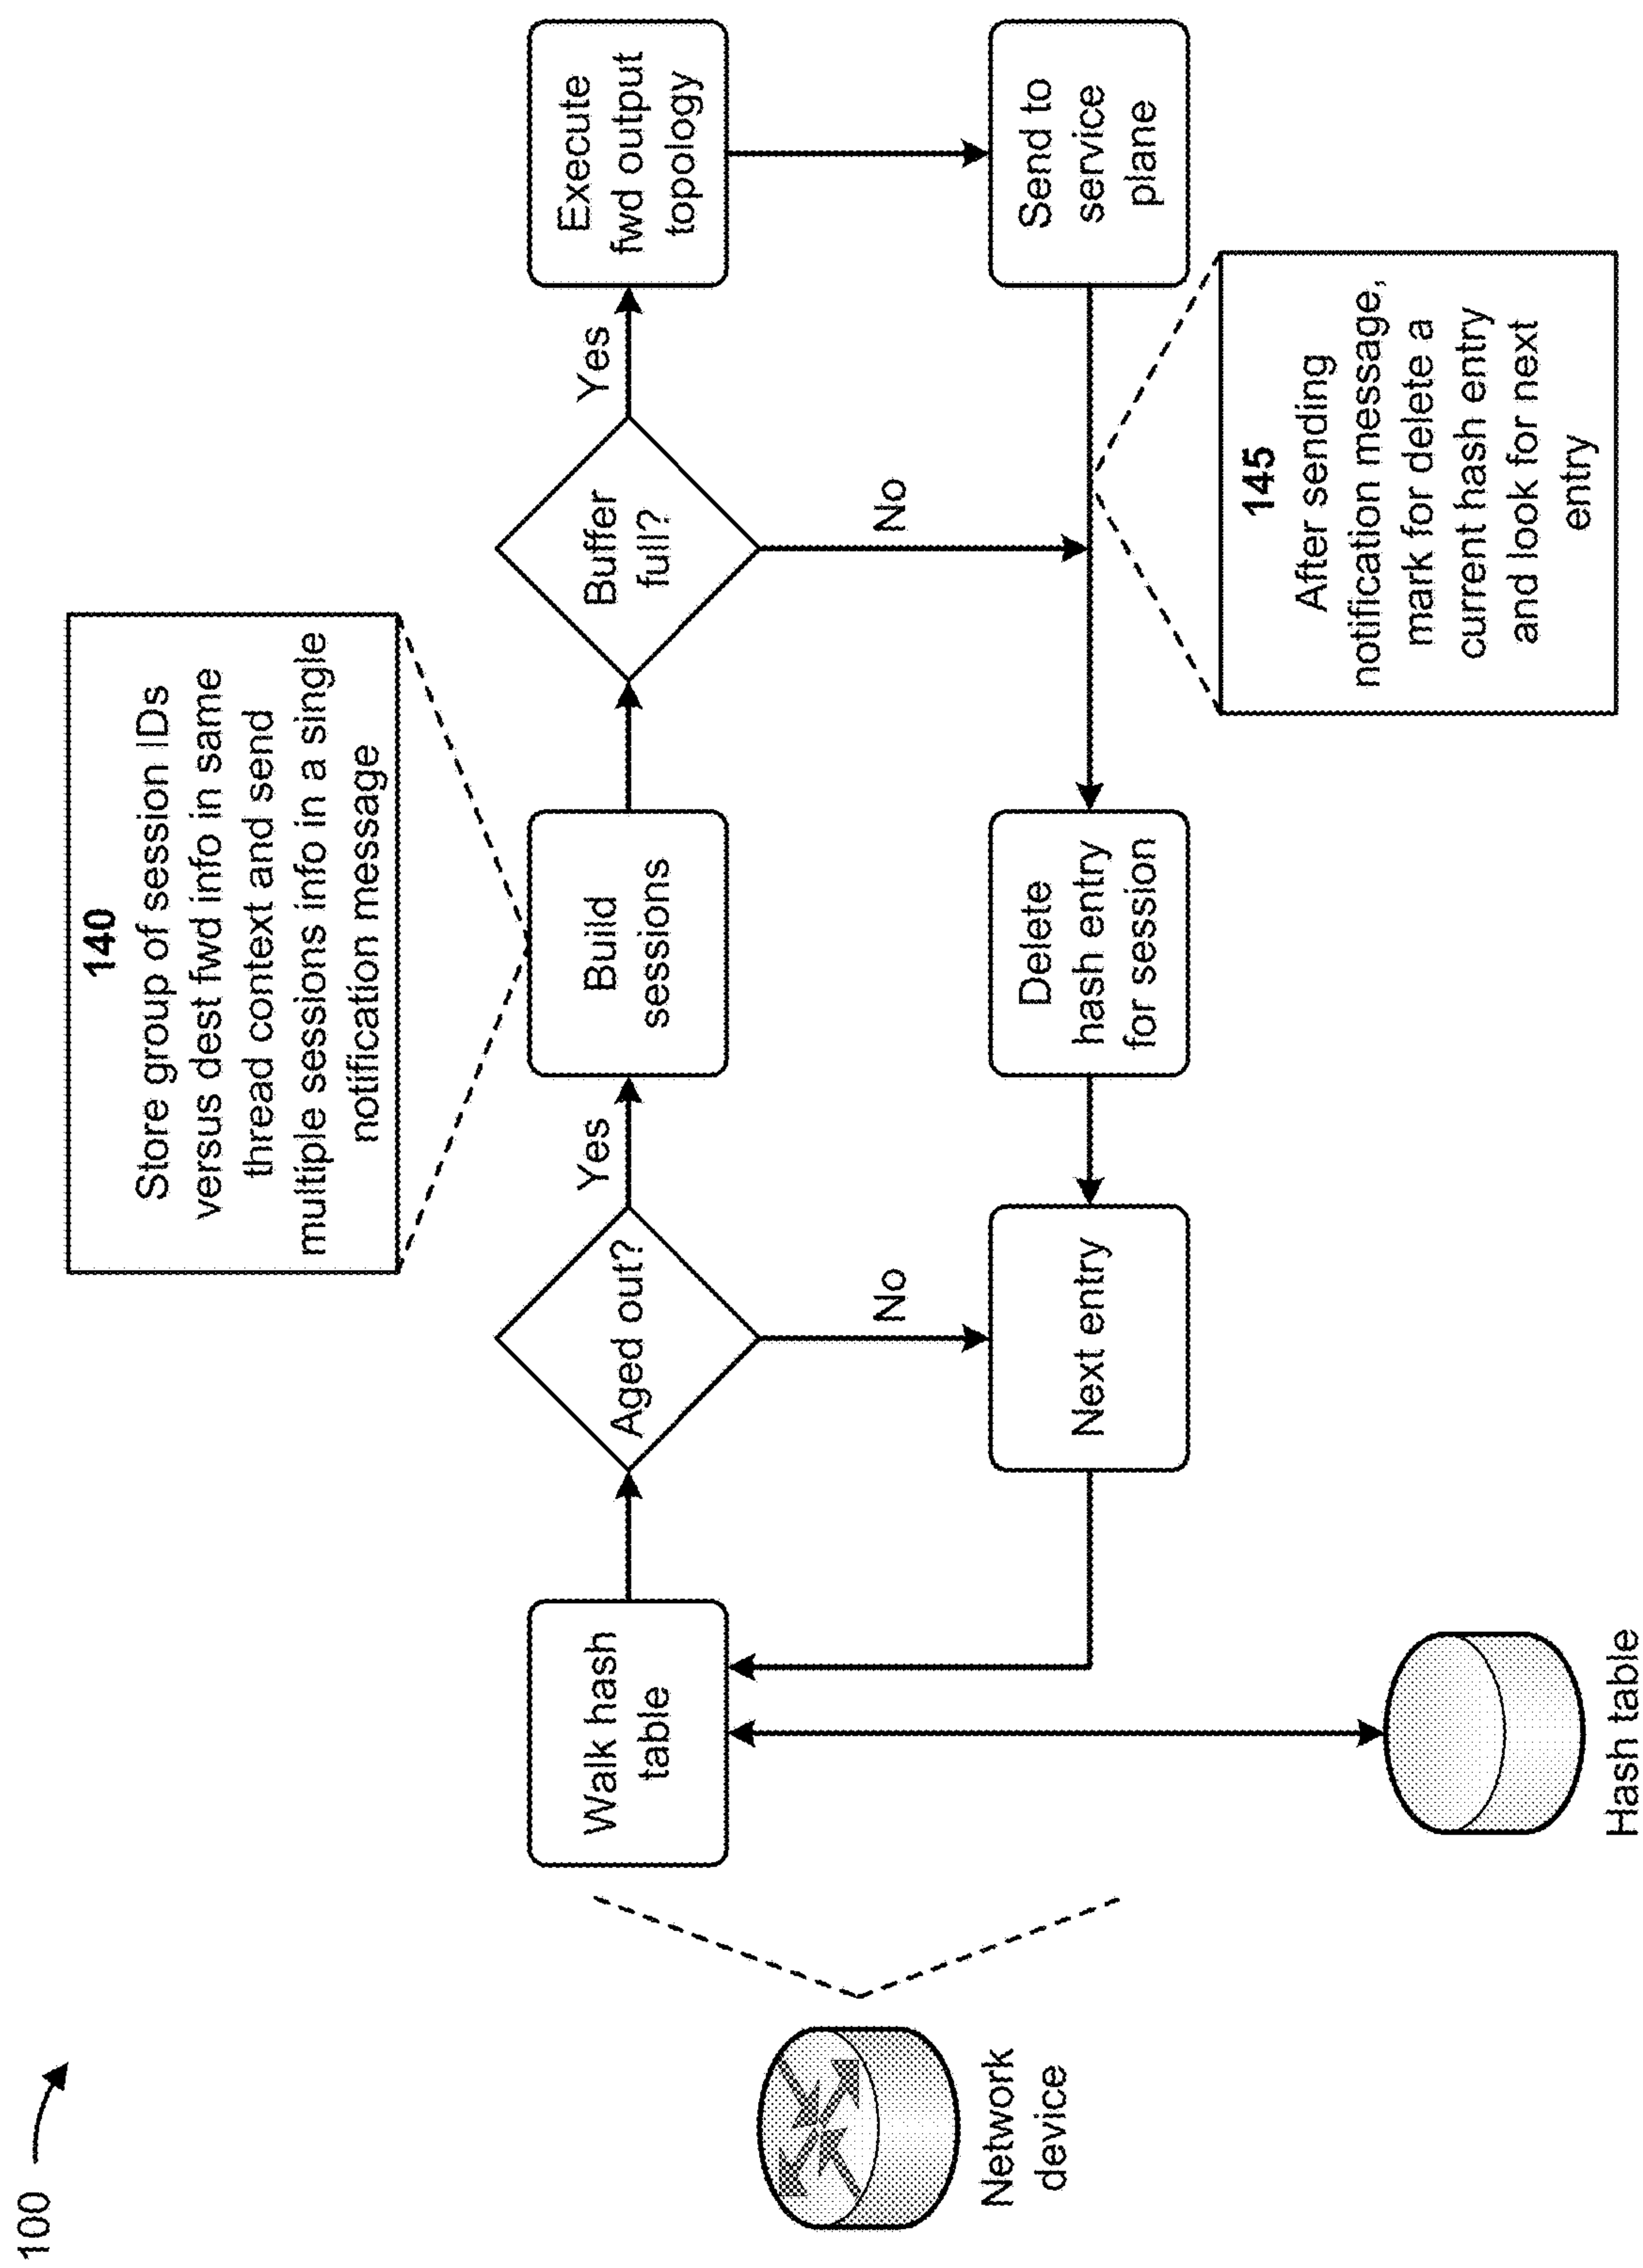 100
140
Store group of session IDs
versus dest fwd info in same
thread context and send
multiple sessions info in a single
notification message
Walk hash
table
Aged out?
Yes
Build
sessions
Buffer
full?
Yes
Execute
fwd output
topology
No
No
Network
device
Next entry
Delete
hash entry
for session
Send to
service
plane
145
After sending
notification message,
mark for delete a
current hash entry
and look for next
entry
Hash table